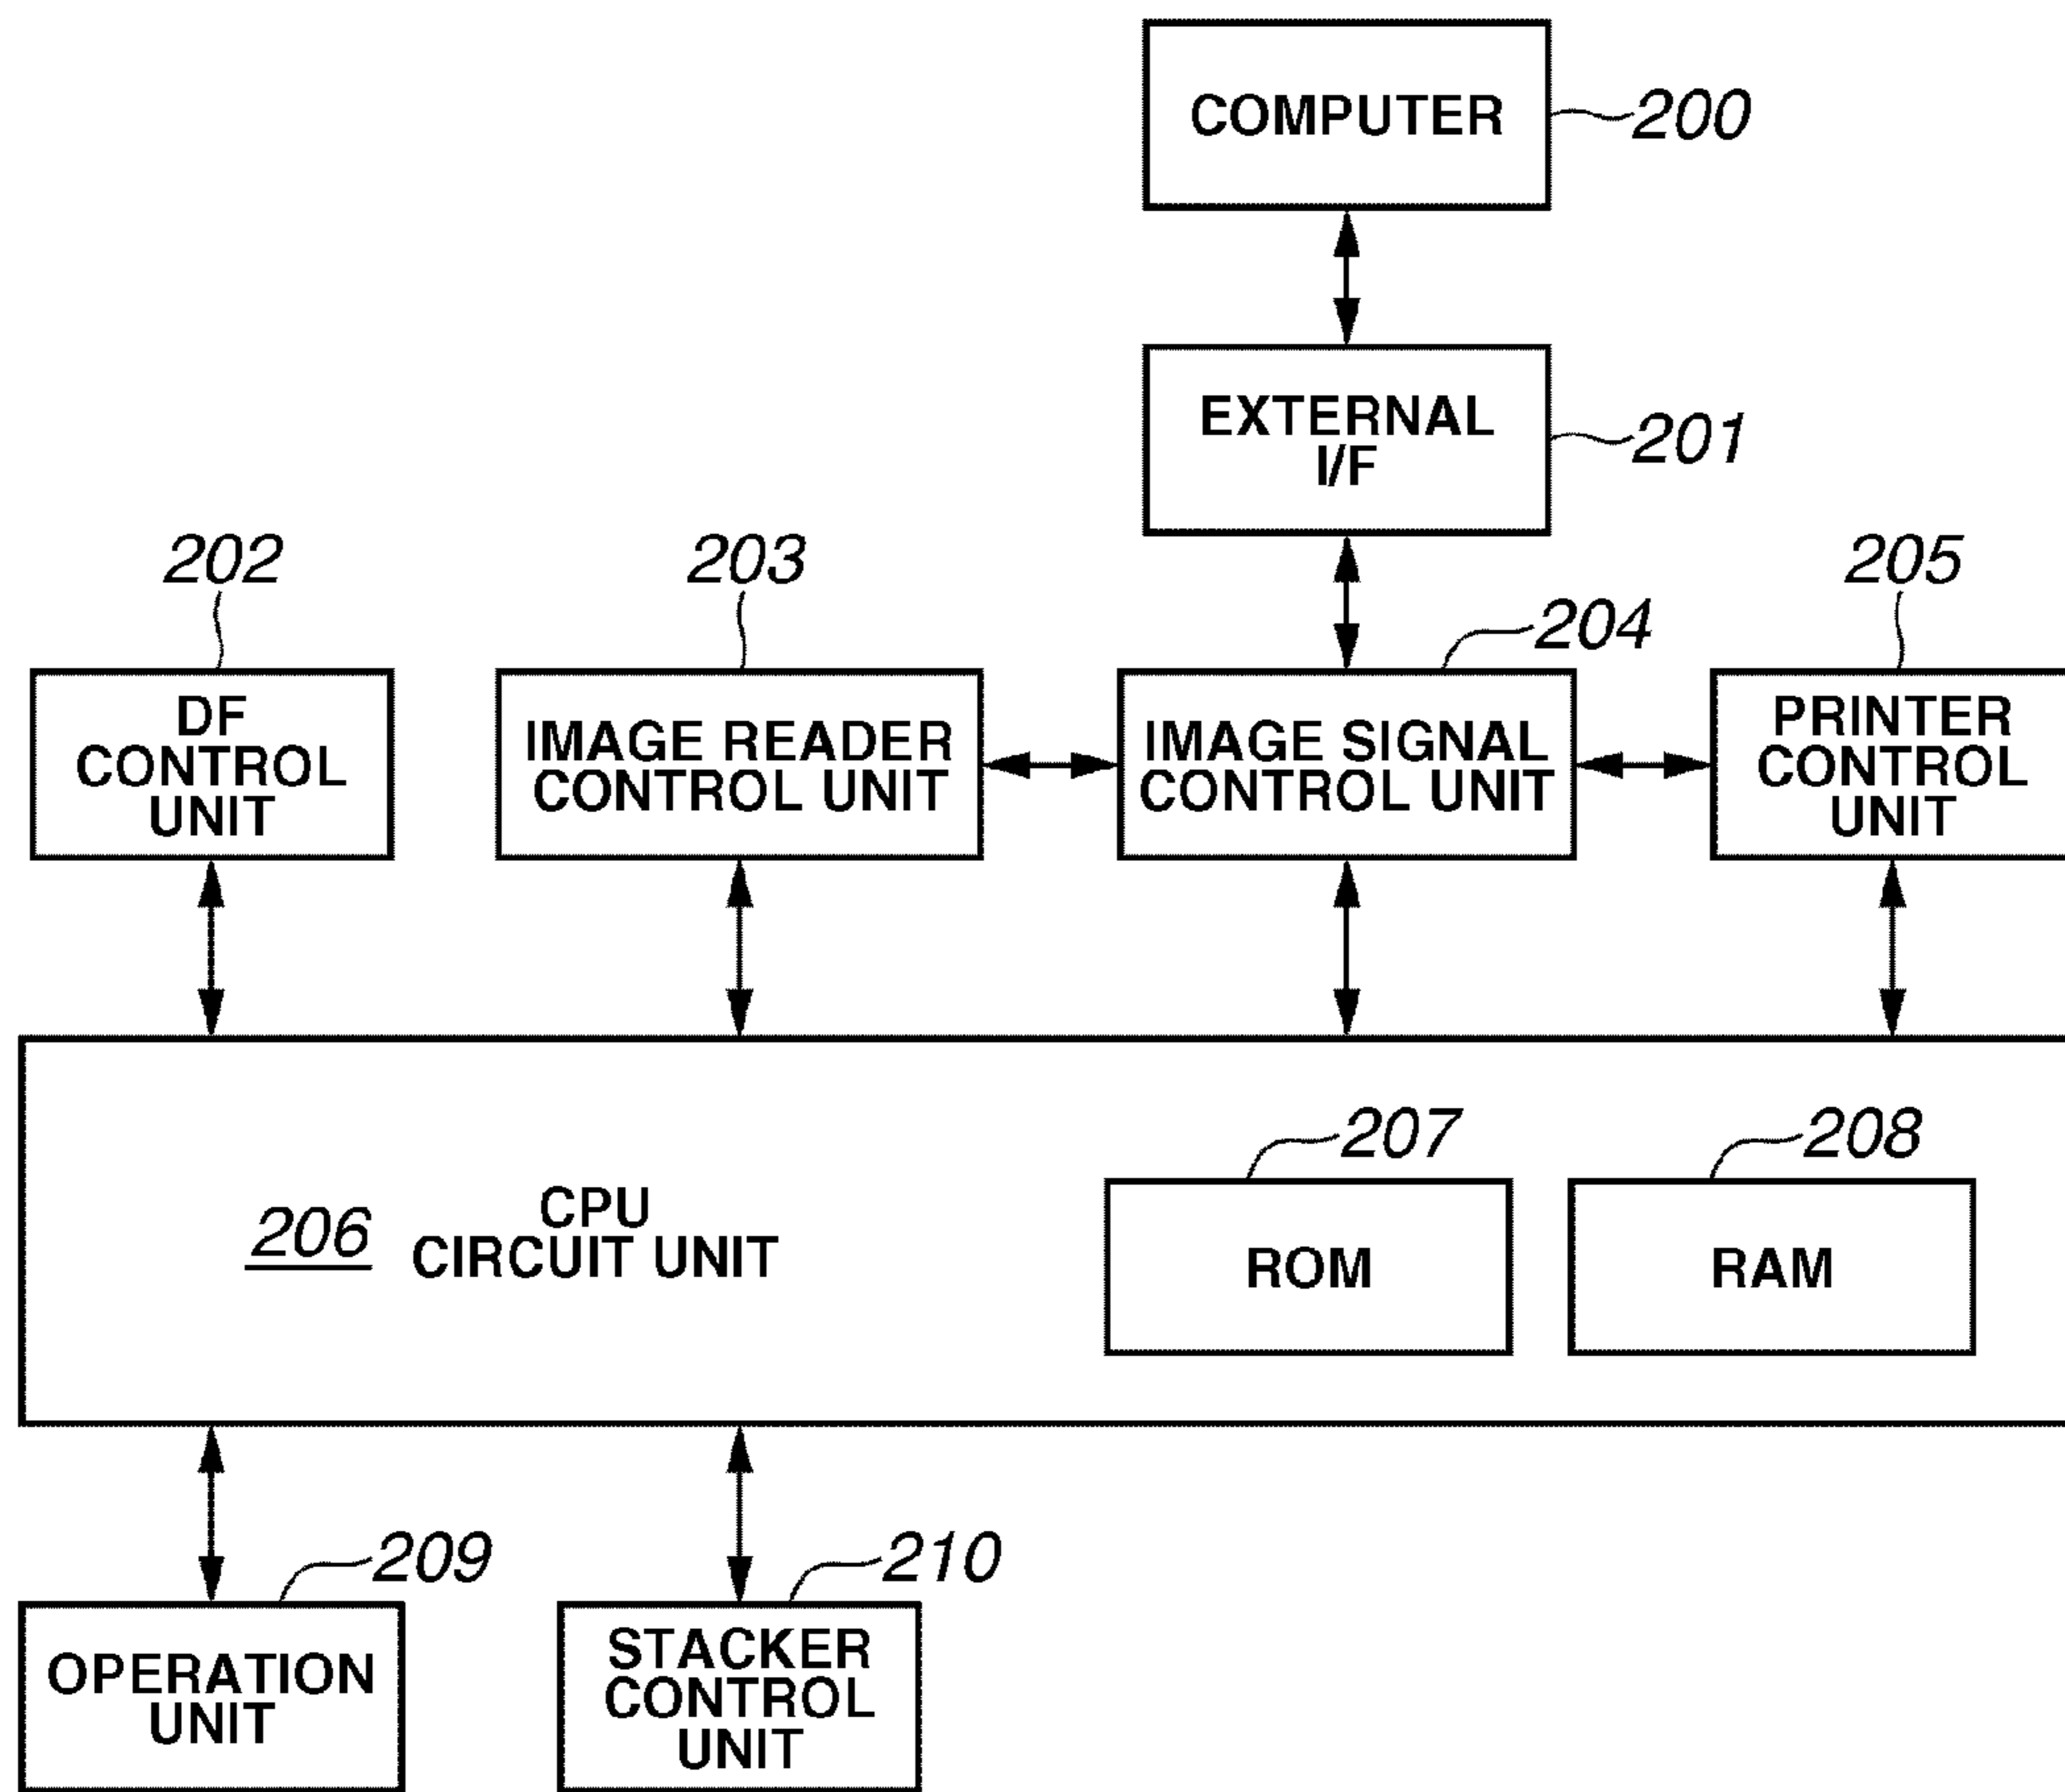 COMPUTER
200
EXTERNAL
I/F
201
202
203
204
205
DF
CONTROL
UNIT
IMAGE READER
CONTROL UNIT
IMAGE SIGNAL
CONTROL UNIT
PRINTER
CONTROL
UNIT
206
CPU
CIRCUIT UNIT
207
ROM
208
RAM
209
OPERATION
UNIT
210
STACKER
CONTROL
UNIT